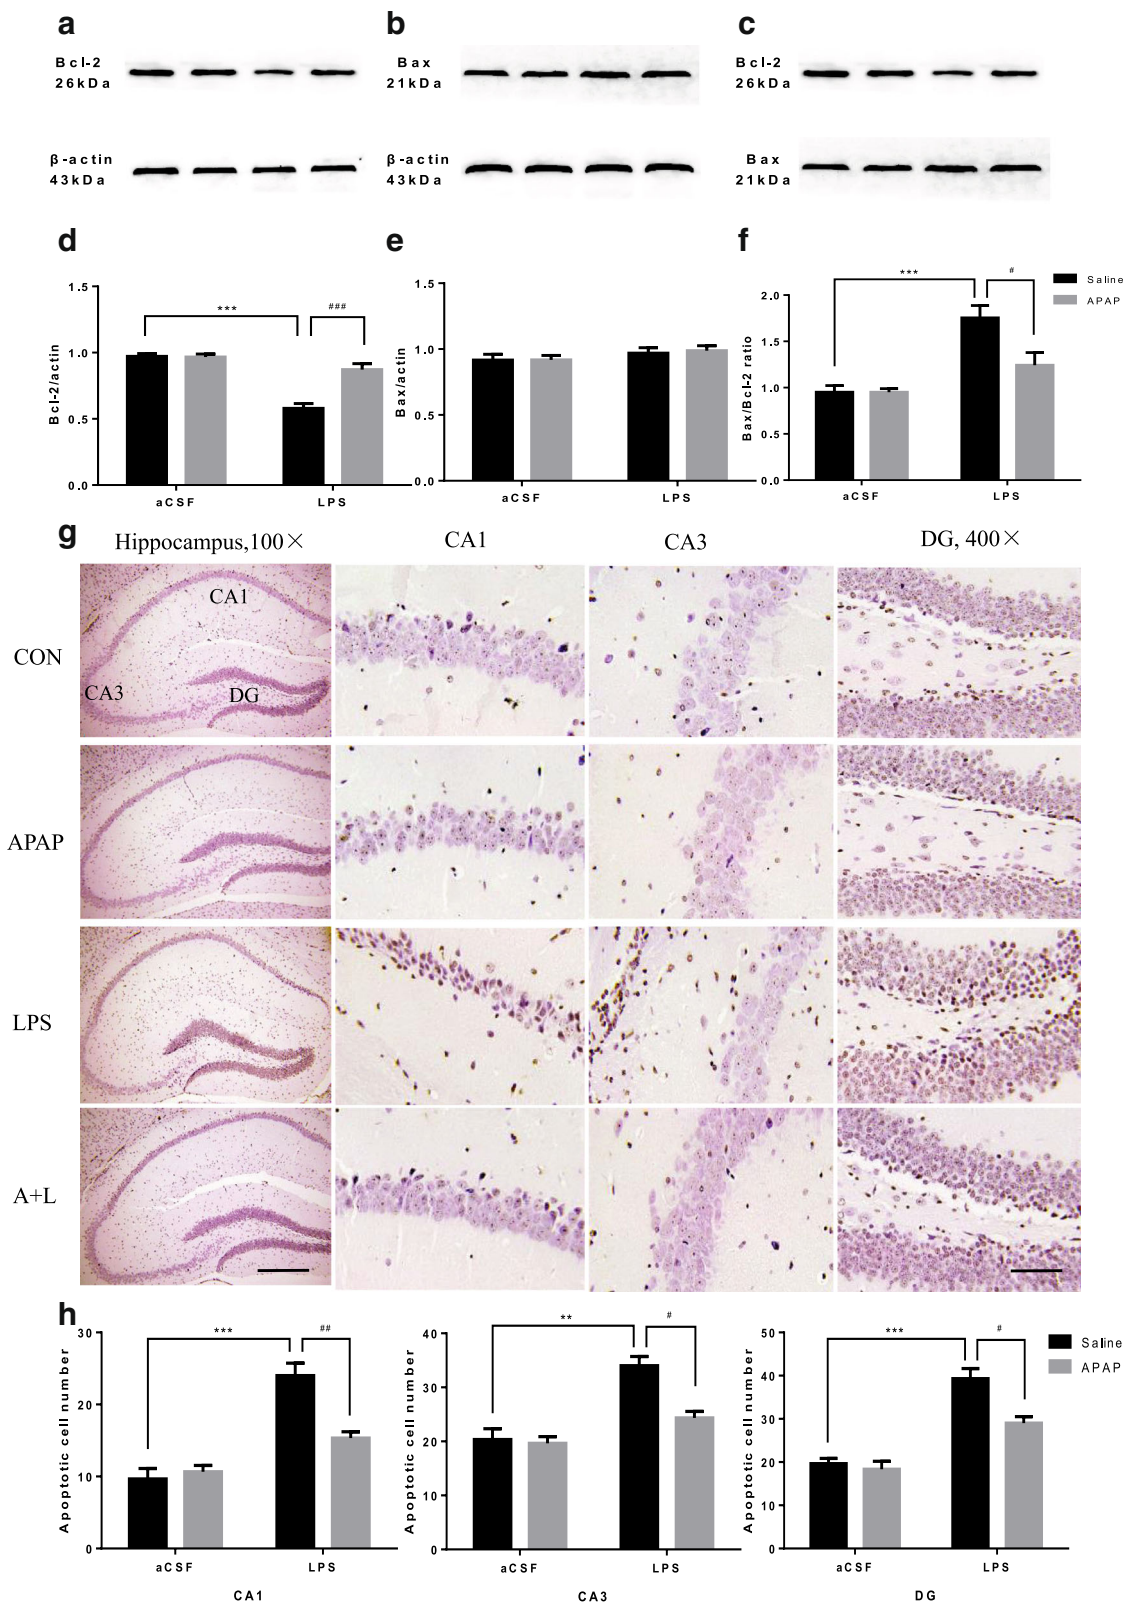 a
b
c
Bcl-2
26kDa
Bax
21kDa
Bcl-2
26kDa
β-actin
43kDa
β-actin
43kDa
Bax
21kDa
d
e
f
Bcl-2/actin
1.5
1.0
0.5
0.0
***
###
aCSF
LPS
Bax/actin
1.5
1.0
0.5
0.0
aCSF
LPS
Bax/Bcl-2 ratio
2.0
1.5
1.0
0.5
0.0
***
#
aCSF
LPS
Saline
APAP
g
Hippocampus,100×
CA1
CA3
DG, 400×
CON
CA1
CA3
DG
APAP
LPS
A+L
h
Apoptotic cell number
30
20
10
0
***
##
aCSF
LPS
CA1
Apoptotic cell number
40
30
20
10
0
**
#
aCSF
LPS
CA3
Apoptotic cell number
50
40
30
20
10
0
***
#
aCSF
LPS
DG
Saline
APAP